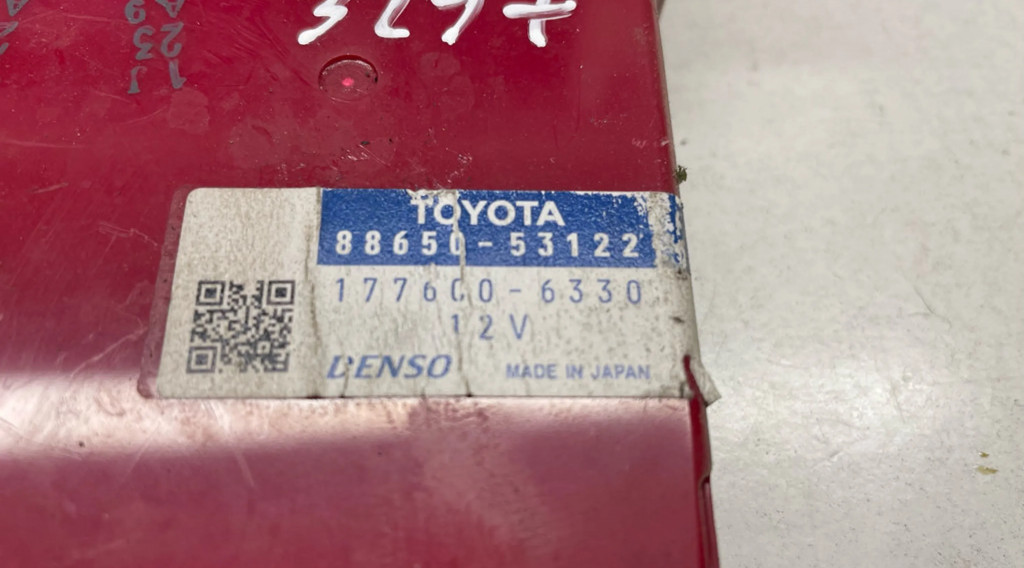 TOYOTA
88650-53122
177600-6330
12V
DENSO MADE IN JAPAN